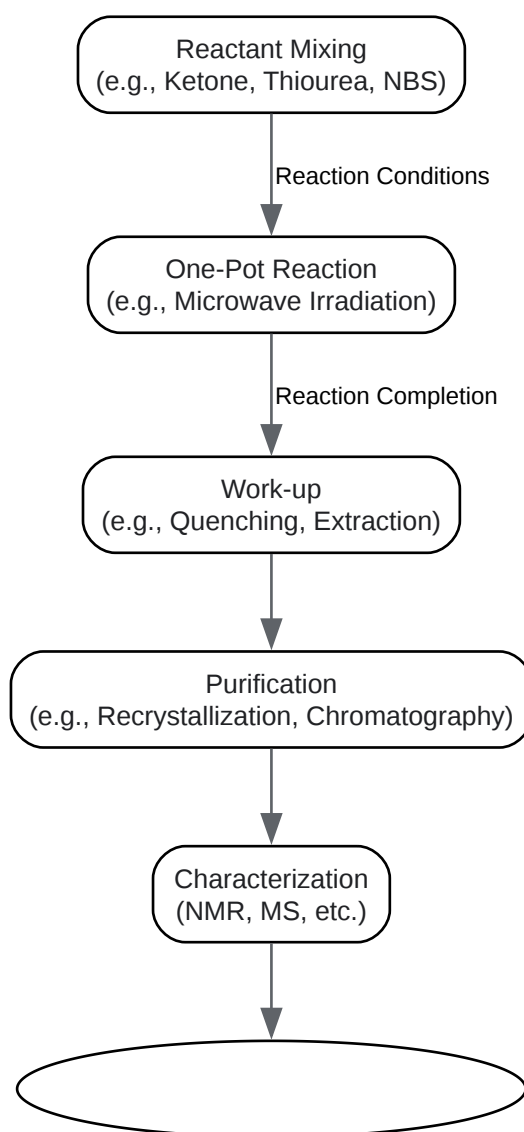 Reactant Mixing
(e.g., Ketone, Thiourea, NBS)
Reaction Conditions
One-Pot Reaction
(e.g., Microwave Irradiation)
Reaction Completion
Work-up
(e.g., Quenching, Extraction)
Purification
(e.g., Recrystallization, Chromatography)
Characterization
(NMR, MS, etc.)